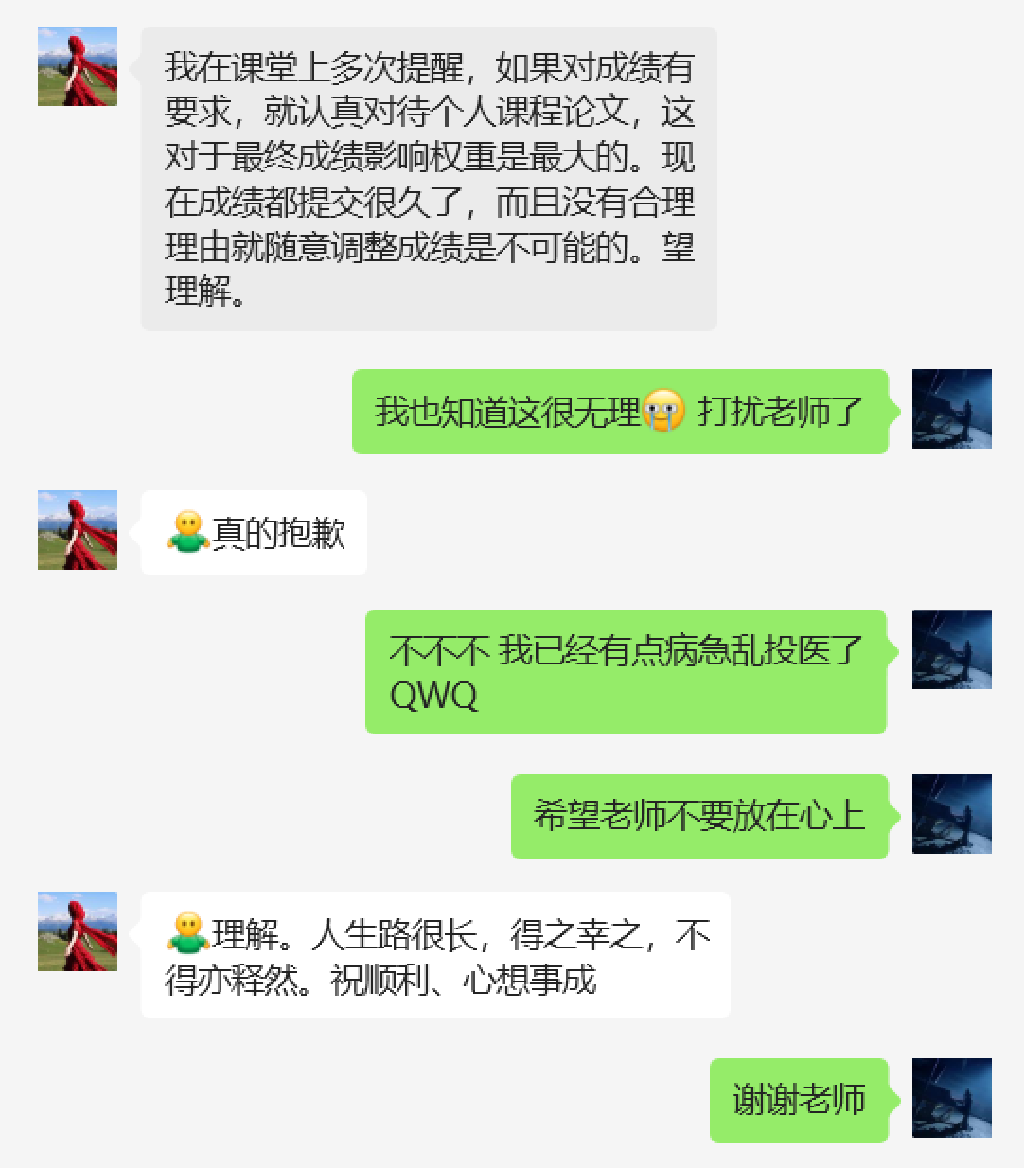 我在课堂上多次提醒，如果对成绩有
要求，就认真对待个人课程论文，这
对于最终成绩影响权重是最大的。现
在成绩都提交很久了，而且没有合理
理由就随意调整成绩是不可能的。望
理解。
我也知道这很无理😭 打扰老师了
真的抱歉
不不不 我已经有点病急乱投医了
QWQ
希望老师不要放在心上
理解。人生路很长，得之幸之，不
得亦释然。祝顺利、心想事成
谢谢老师